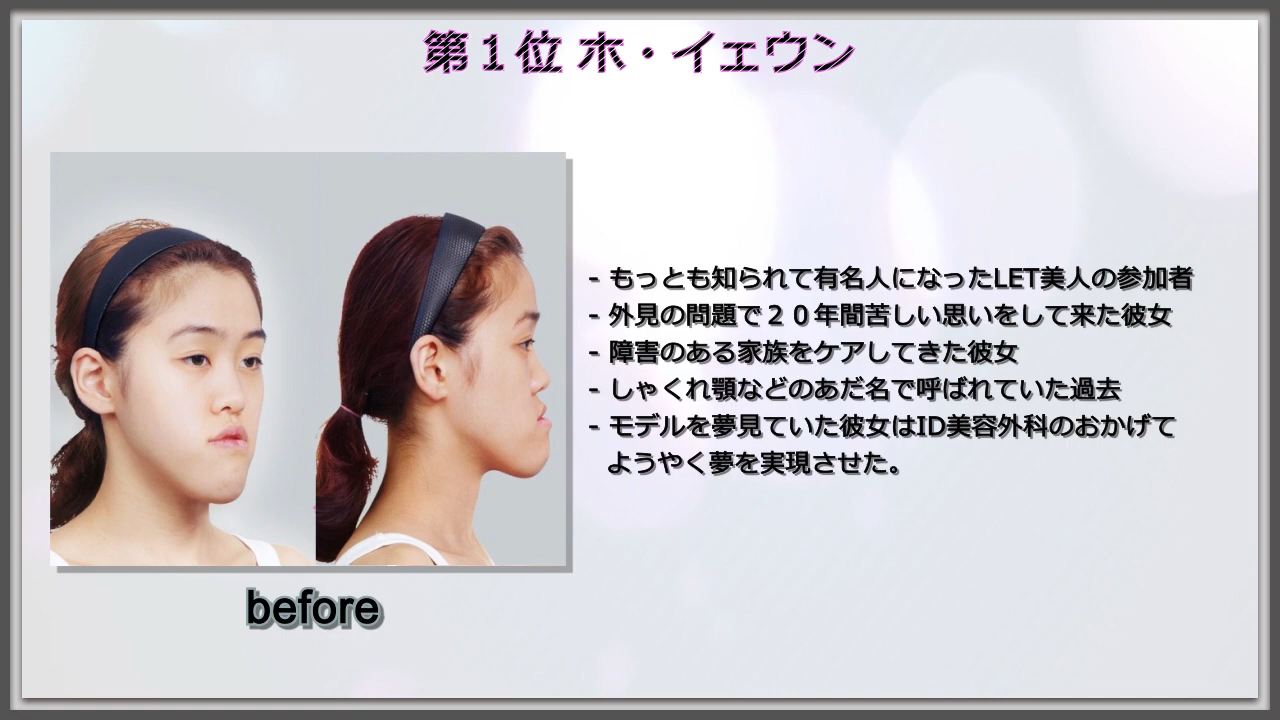 第１位 ホ・イェウン
- もっとも知られて有名人になったLET美人の参加者
- 外見の問題で２０年間苦しい思いをして来た彼女
- 障害のある家族をケアしてきた彼女
- しゃくれ顎などのあだ名で呼ばれていた過去
- モデルを夢見ていた彼女はID美容外科のおかげて
ようやく夢を実現させた。
before